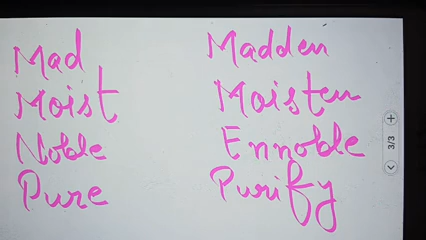 Mad Madden
Moist Moisten
Noble Ennoble
Pure Purify
3/3